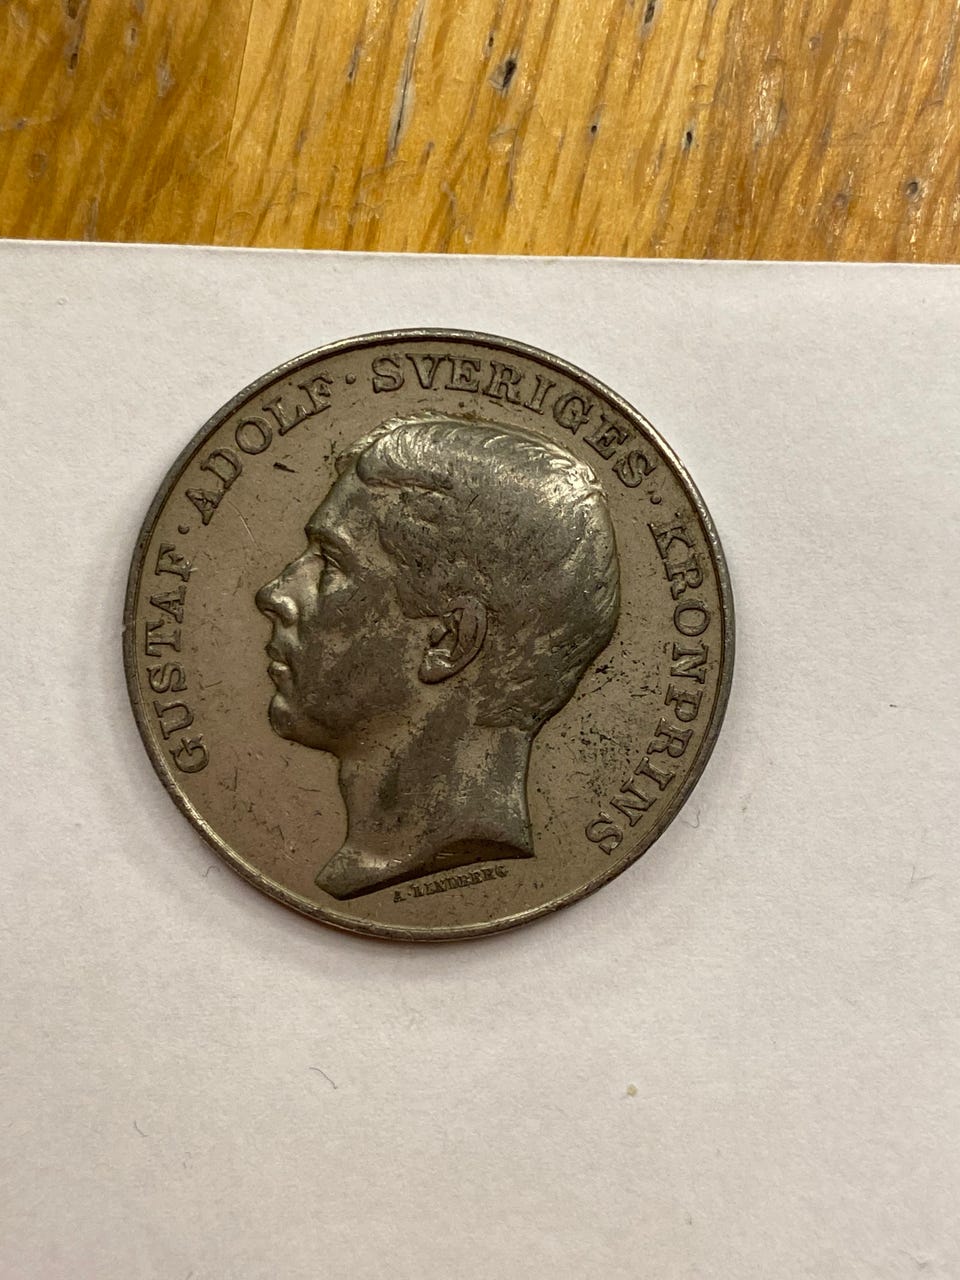 GUSTAF · ADOLF · SVERIGES · KRONPRINS
A·LINDBERG